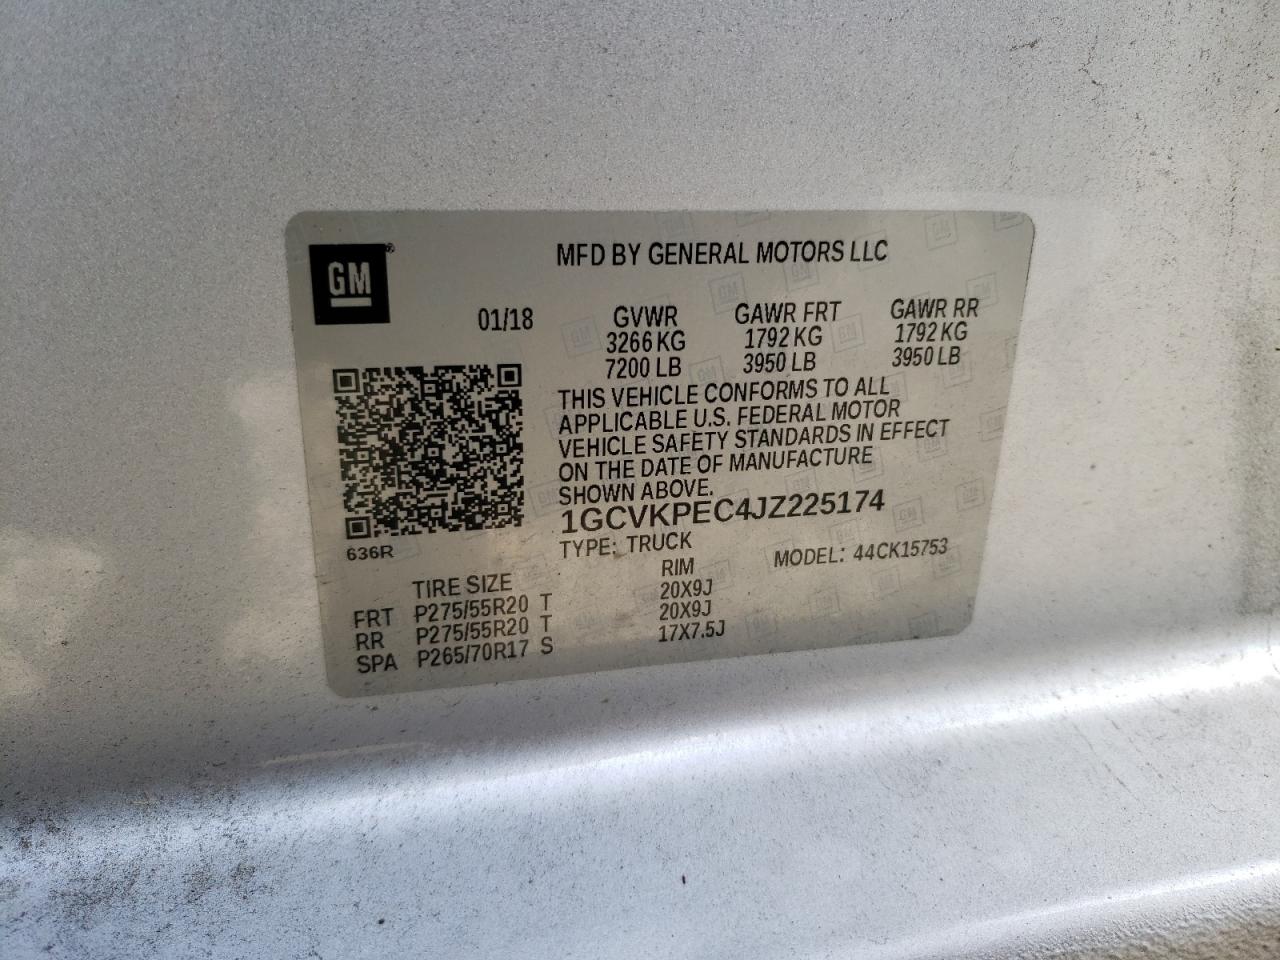 GM®
MFD BY GENERAL MOTORS LLC
01/18
GVWR GAWR FRT GAWR RR
3266 KG 1792 KG 1792 KG
7200 LB 3950 LB 3950 LB
THIS VEHICLE CONFORMS TO ALL
APPLICABLE U.S. FEDERAL MOTOR
VEHICLE SAFETY STANDARDS IN EFFECT
ON THE DATE OF MANUFACTURE
SHOWN ABOVE.
1GCVKPEC4JZ225174
TYPE: TRUCK MODEL: 44CK15753
636R
TIRE SIZE RIM
FRT P275/55R20 T 20X9J
RR P275/55R20 T 20X9J
SPA P265/70R17 S 17X7.5J